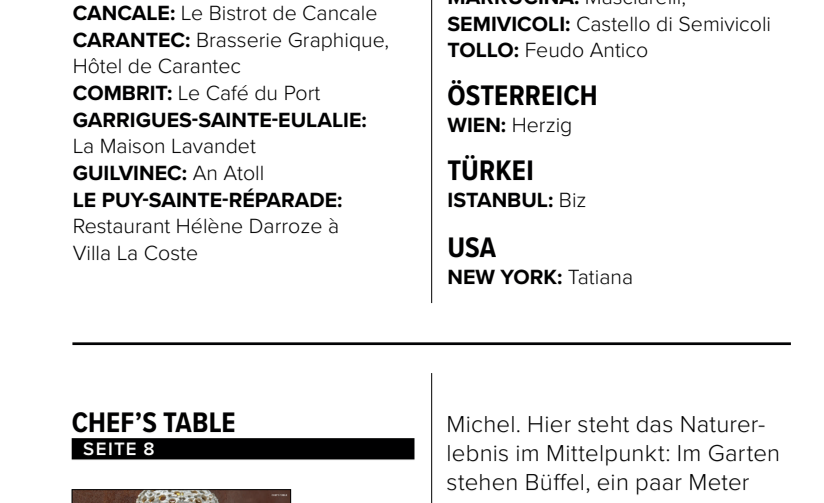 CANCALE: Le Bistrot de Cancale
CARANTEC: Brasserie Graphique,
Hôtel de Carantec
COMBRIT: Le Café du Port
GARRIGUES-SAINTE-EULALIE:
La Maison Lavandet
GUILVINEC: An Atoll
LE PUY-SAINTE-RÉPARADE:
Restaurant Hélène Darroze à
Villa La Coste
MARRUCINA: Masciarelli,
SEMIVICOLI: Castello di Semivicoli
TOLLO: Feudo Antico
ÖSTERREICH
WIEN: Herzig
TÜRKEI
ISTANBUL: Biz
USA
NEW YORK: Tatiana
CHEF'S TABLE
SEITE 8
Michel. Hier steht das Naturer-
lebnis im Mittelpunkt: Im Garten
stehen Büffel, ein paar Meter